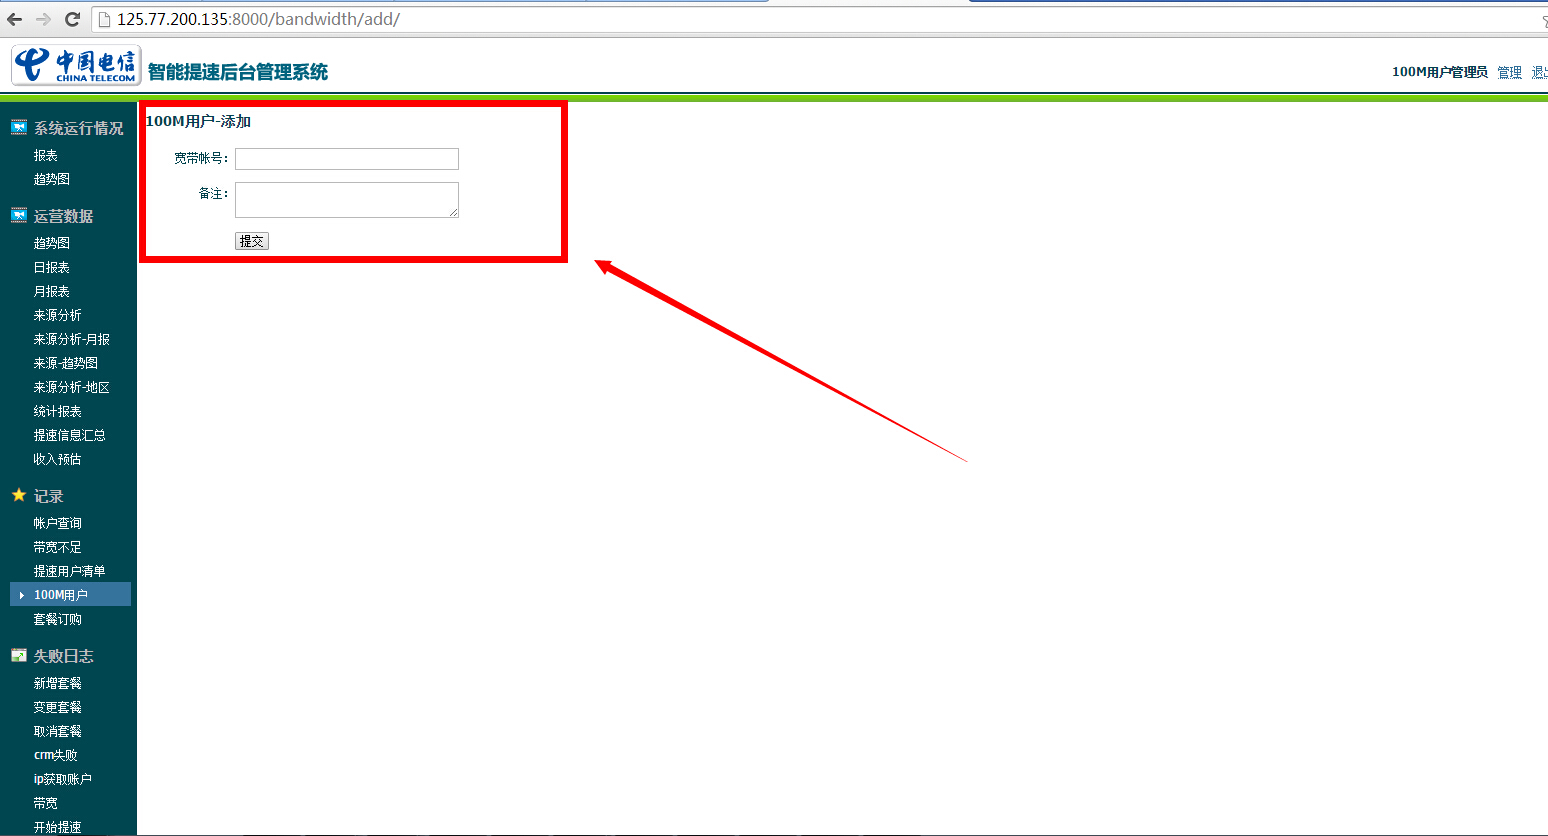 125.77.200.135:8000/bandwidth/add/
中国电信
CHINA TELECOM
智能提速后台管理系统
100M用户管理员 管理 退出
系统运行情况
报表
趋势图
运营数据
趋势图
日报表
月报表
来源分析
来源分析-月报
来源-趋势图
来源分析-地区
统计报表
提速信息汇总
收入预估
记录
帐户查询
带宽不足
提速用户清单
100M用户
套餐订购
失败日志
新增套餐
变更套餐
取消套餐
crm失败
ip获取账户
带宽
开始提速
100M用户-添加
宽带帐号：
备注：
提交